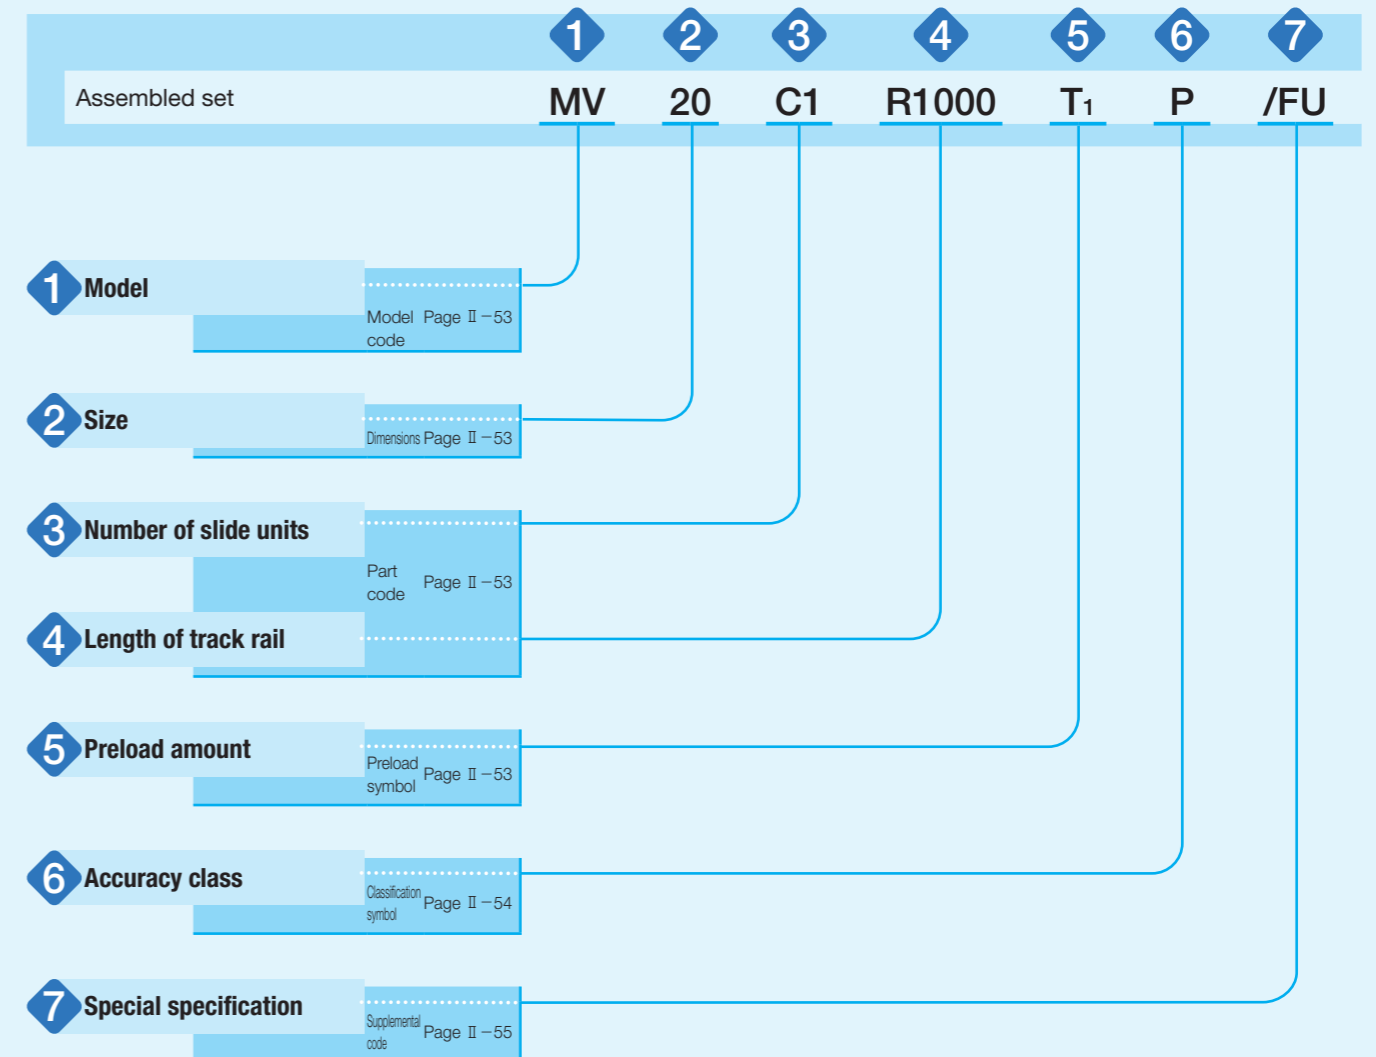 1 2 3 4 5 6 7
Assembled set MV 20 C1 R1000 T1 P /FU
1 Model
Model code Page Ⅱ-53
2 Size
Dimensions Page Ⅱ-53
3 Number of slide units
Part code Page Ⅱ-53
4 Length of track rail
5 Preload amount
Preload symbol Page Ⅱ-53
6 Accuracy class
Classification symbol Page Ⅱ-54
7 Special specification
Supplemental code Page Ⅱ-55